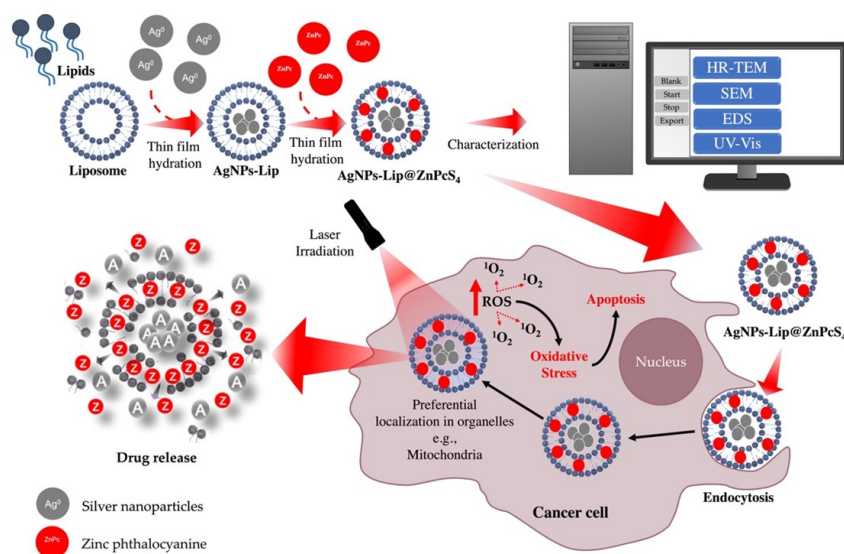 Lipids
Ag⁰
Ag⁰
Ag⁰
Ag⁰
ZnPc
ZnPc
ZnPc
ZnPc
Thin film
hydration
Thin film
hydration
Characterization
Liposome
AgNPs-Lip
AgNPs-Lip@ZnPcS₄
Blank
Start
Stop
Export
HR-TEM
SEM
EDS
UV-Vis
Laser
Irradiation
¹O₂
¹O₂
ROS
¹O₂
¹O₂
Apoptosis
Oxidative
Stress
Nucleus
AgNPs-Lip@ZnPcS₄
Preferential
localization in organelles
e.g.,
Mitochondria
Endocytosis
Cancer cell
Z
Z
Z
A
Z
A
Z
Z
Z
A
Z
Z
Z
A
A
A
A
A
Z
Z
Z
A
Z
Z
Z
A
Z
A
Z
Z
Drug release
Ag⁰
Silver nanoparticles
ZnPc
Zinc phthalocyanine